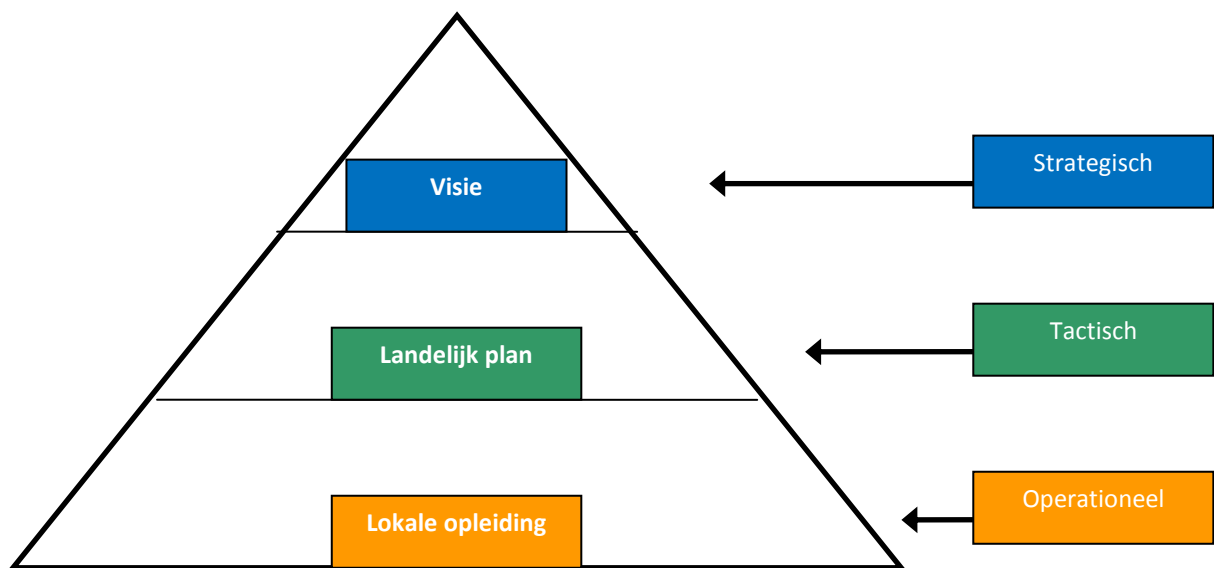 Visie
Strategisch
Landelijk plan
Tactisch
Lokale opleiding
Operationeel